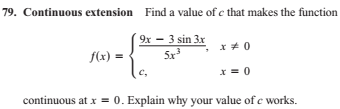 79. Continuous extension Find a value of c that makes the function
f(x) = { (9x − 3 sin 3x) / (5x³), x ≠ 0
c, x = 0
continuous at x = 0. Explain why your value of c works.